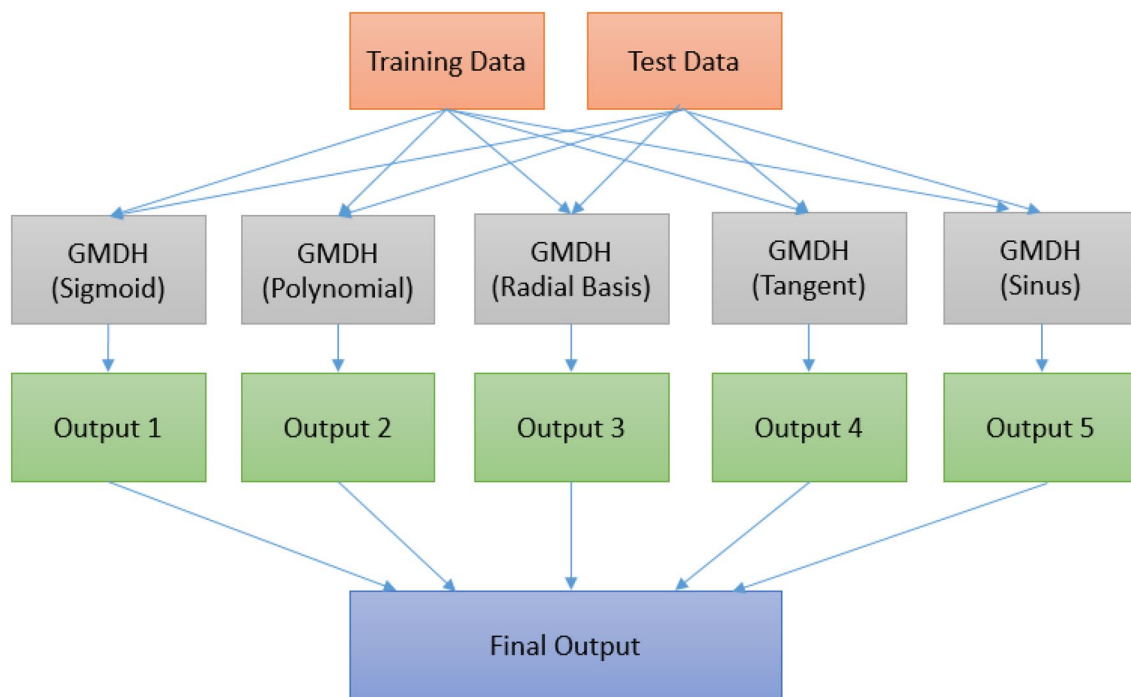 Training Data
Test Data
GMDH
(Sigmoid)
GMDH
(Polynomial)
GMDH
(Radial Basis)
GMDH
(Tangent)
GMDH
(Sinus)
Output 1
Output 2
Output 3
Output 4
Output 5
Final Output